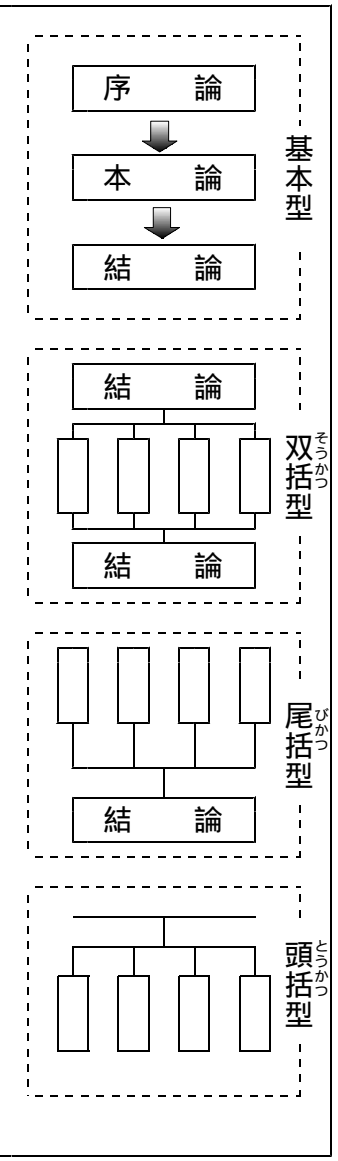 基本型
序　論
本　論
結　論
双括型
そうかつ
結　論
結　論
尾括型
びかつ
結　論
頭括型
とうかつ